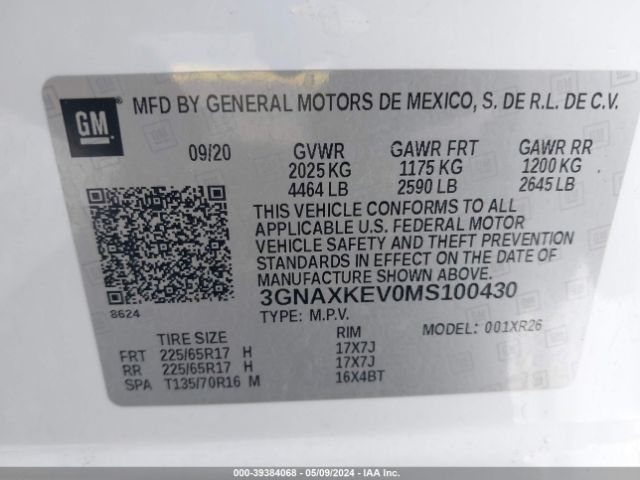 GM
MFD BY GENERAL MOTORS DE MEXICO, S. DE R.L. DE C.V.
09/20 GVWR GAWR FRT GAWR RR
2025 KG 1175 KG 1200 KG
4464 LB 2590 LB 2645 LB
THIS VEHICLE CONFORMS TO ALL
APPLICABLE U.S. FEDERAL MOTOR
VEHICLE SAFETY AND THEFT PREVENTION
STANDARDS IN EFFECT ON THE DATE OF
MANUFACTURE SHOWN ABOVE.
3GNAXKEV0MS100430
8624
TYPE: M.P.V. MODEL: 001XR26
TIRE SIZE RIM
FRT 225/65R17 H 17X7J
RR 225/65R17 H 17X7J
SPA T135/70R16 M 16X4BT
000-39384068 - 05/09/2024 - IAA Inc.